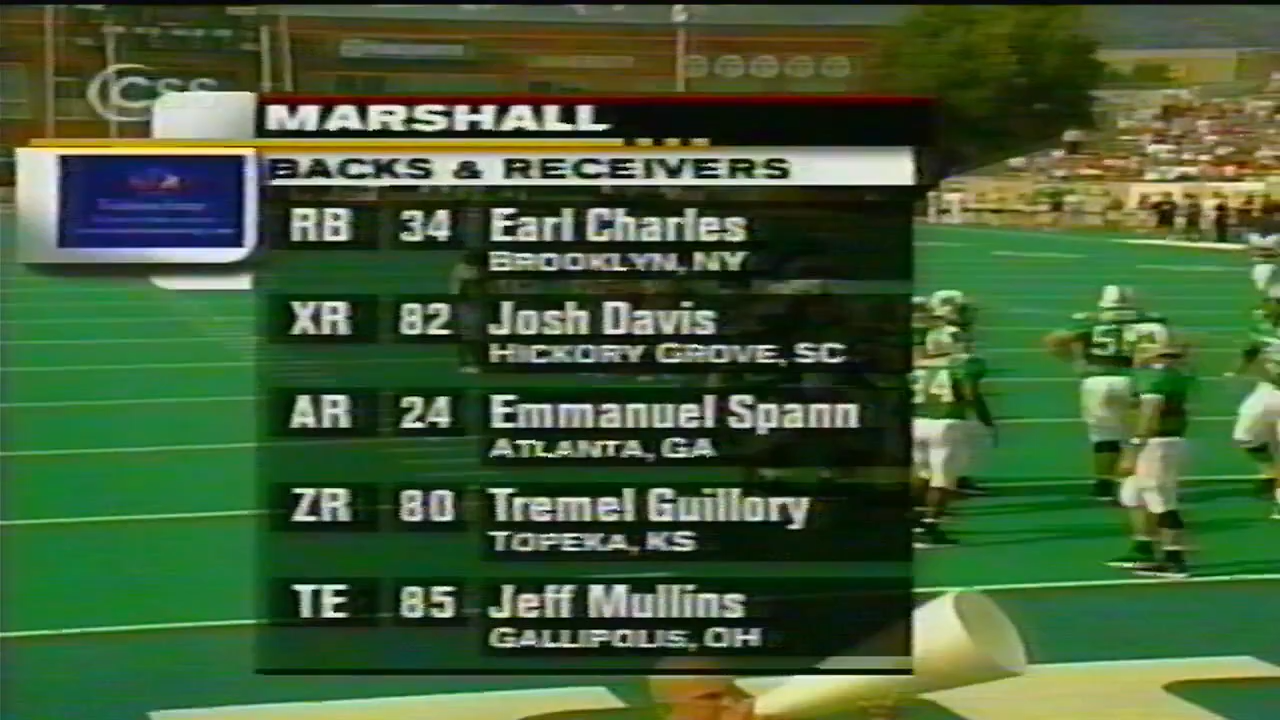 CSS
MARSHALL
BACKS & RECEIVERS
RB 34 Earl Charles
BROOKLYN, NY
XR 82 Josh Davis
HICKORY GROVE, SC
AR 24 Emmanuel Spann
ATLANTA, GA
ZR 80 Tremel Guillory
TOPEKA, KS
TE 85 Jeff Mullins
GALLIPOLIS, OH